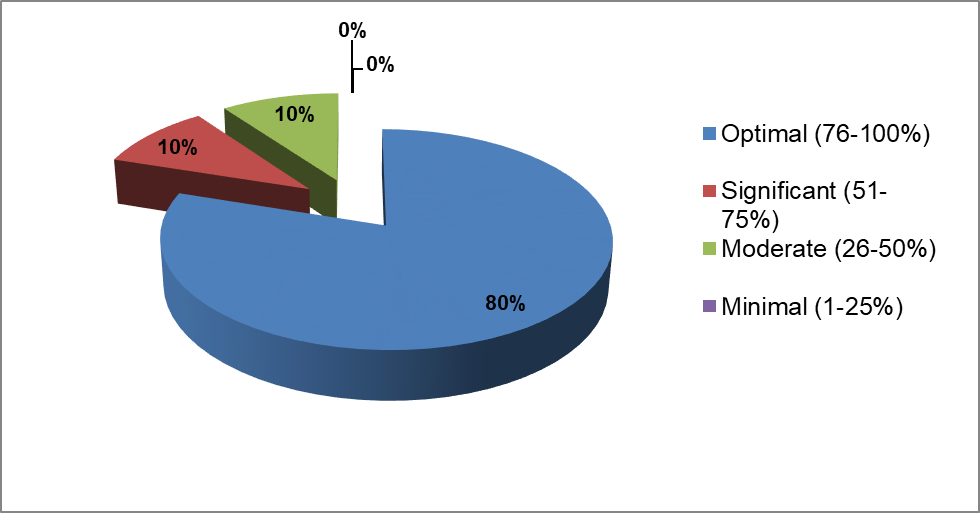 0%
0%
10%
10%
80%
Optimal (76-100%)
Significant (51-
75%)
Moderate (26-50%)
Minimal (1-25%)